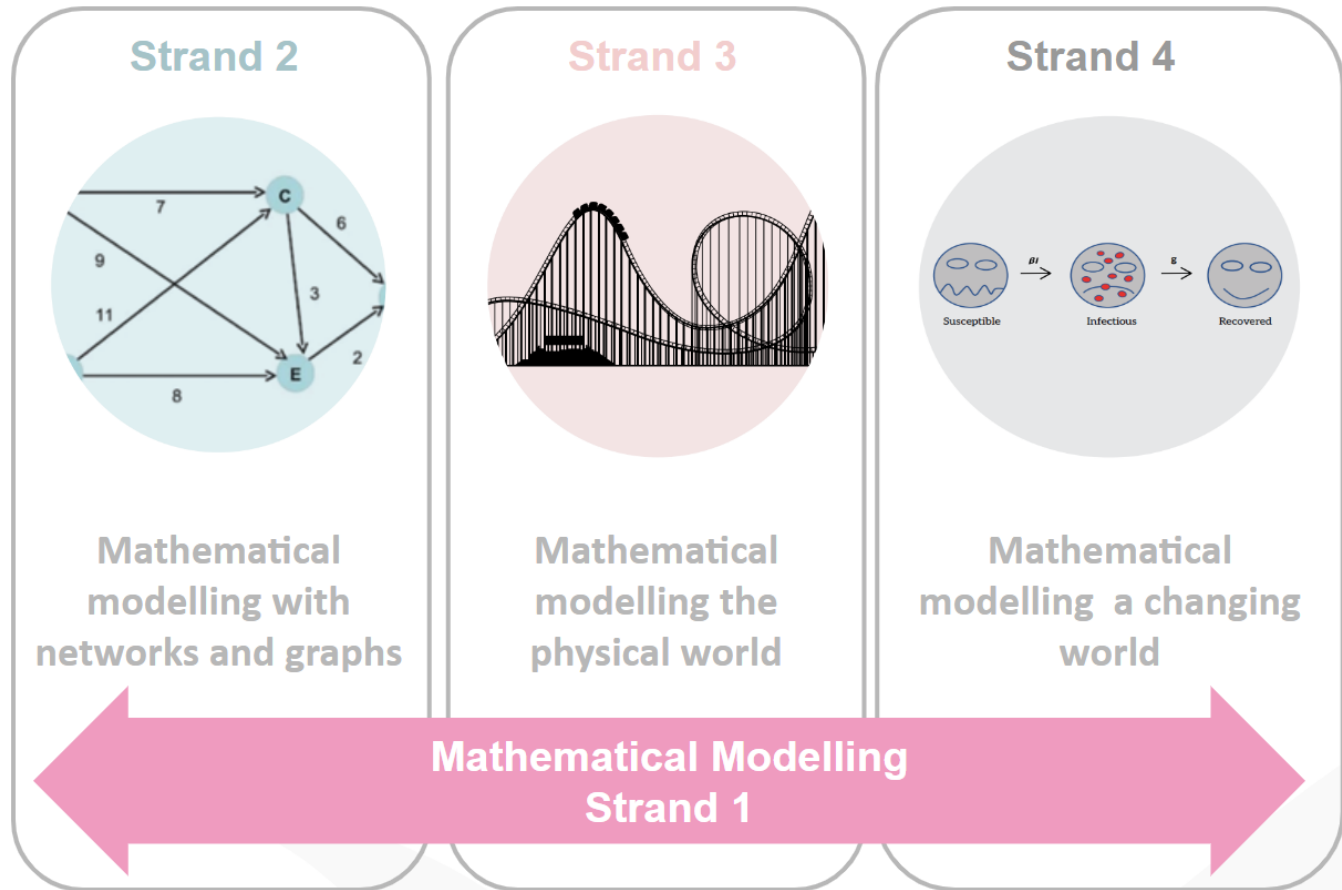 Strand 2
7
C
6
9
3
11
2
E
8
Mathematical
modelling with
networks and graphs
Strand 3
Mathematical
modelling the
physical world
Strand 4
βI
g
Susceptible
Infectious
Recovered
Mathematical
modelling a changing
world
Mathematical Modelling
Strand 1